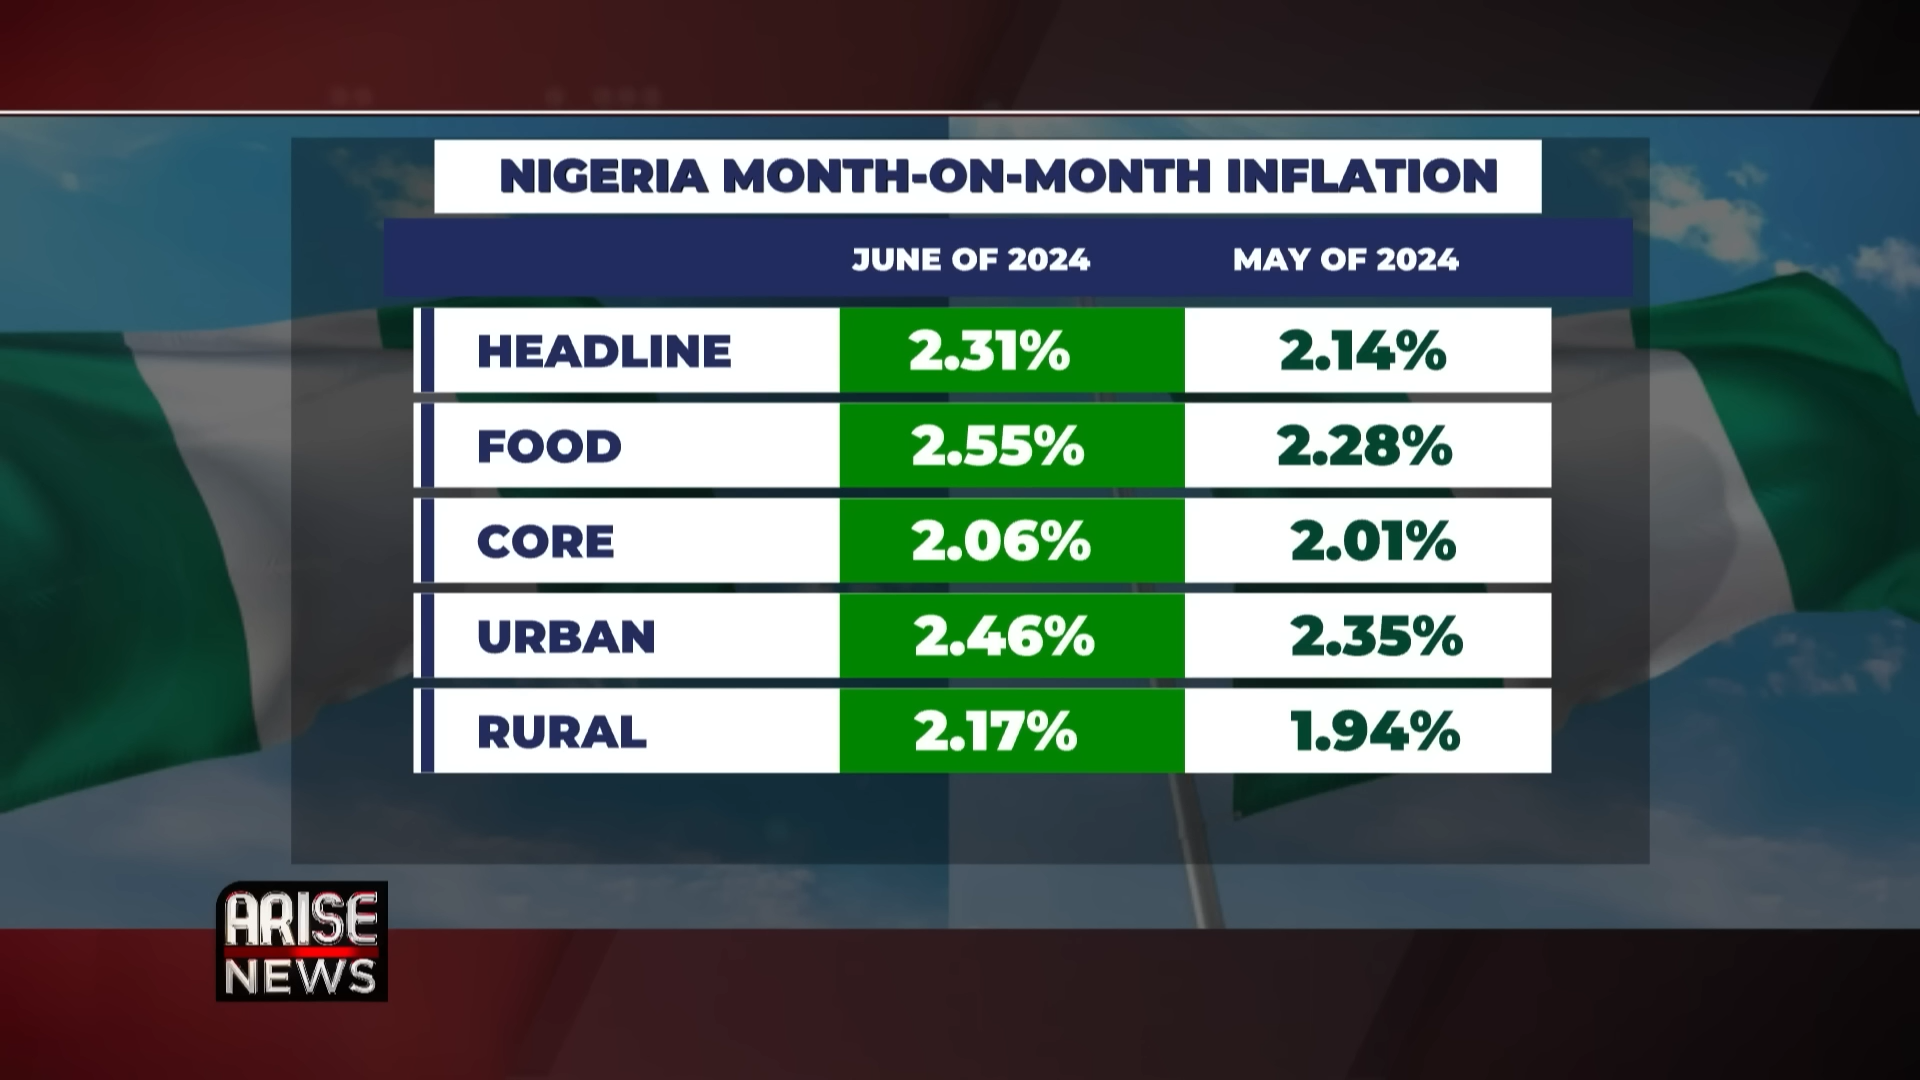 NIGERIA MONTH-ON-MONTH INFLATION
JUNE OF 2024 MAY OF 2024
HEADLINE 2.31% 2.14%
FOOD 2.55% 2.28%
CORE 2.06% 2.01%
URBAN 2.46% 2.35%
RURAL 2.17% 1.94%
ARISE
NEWS